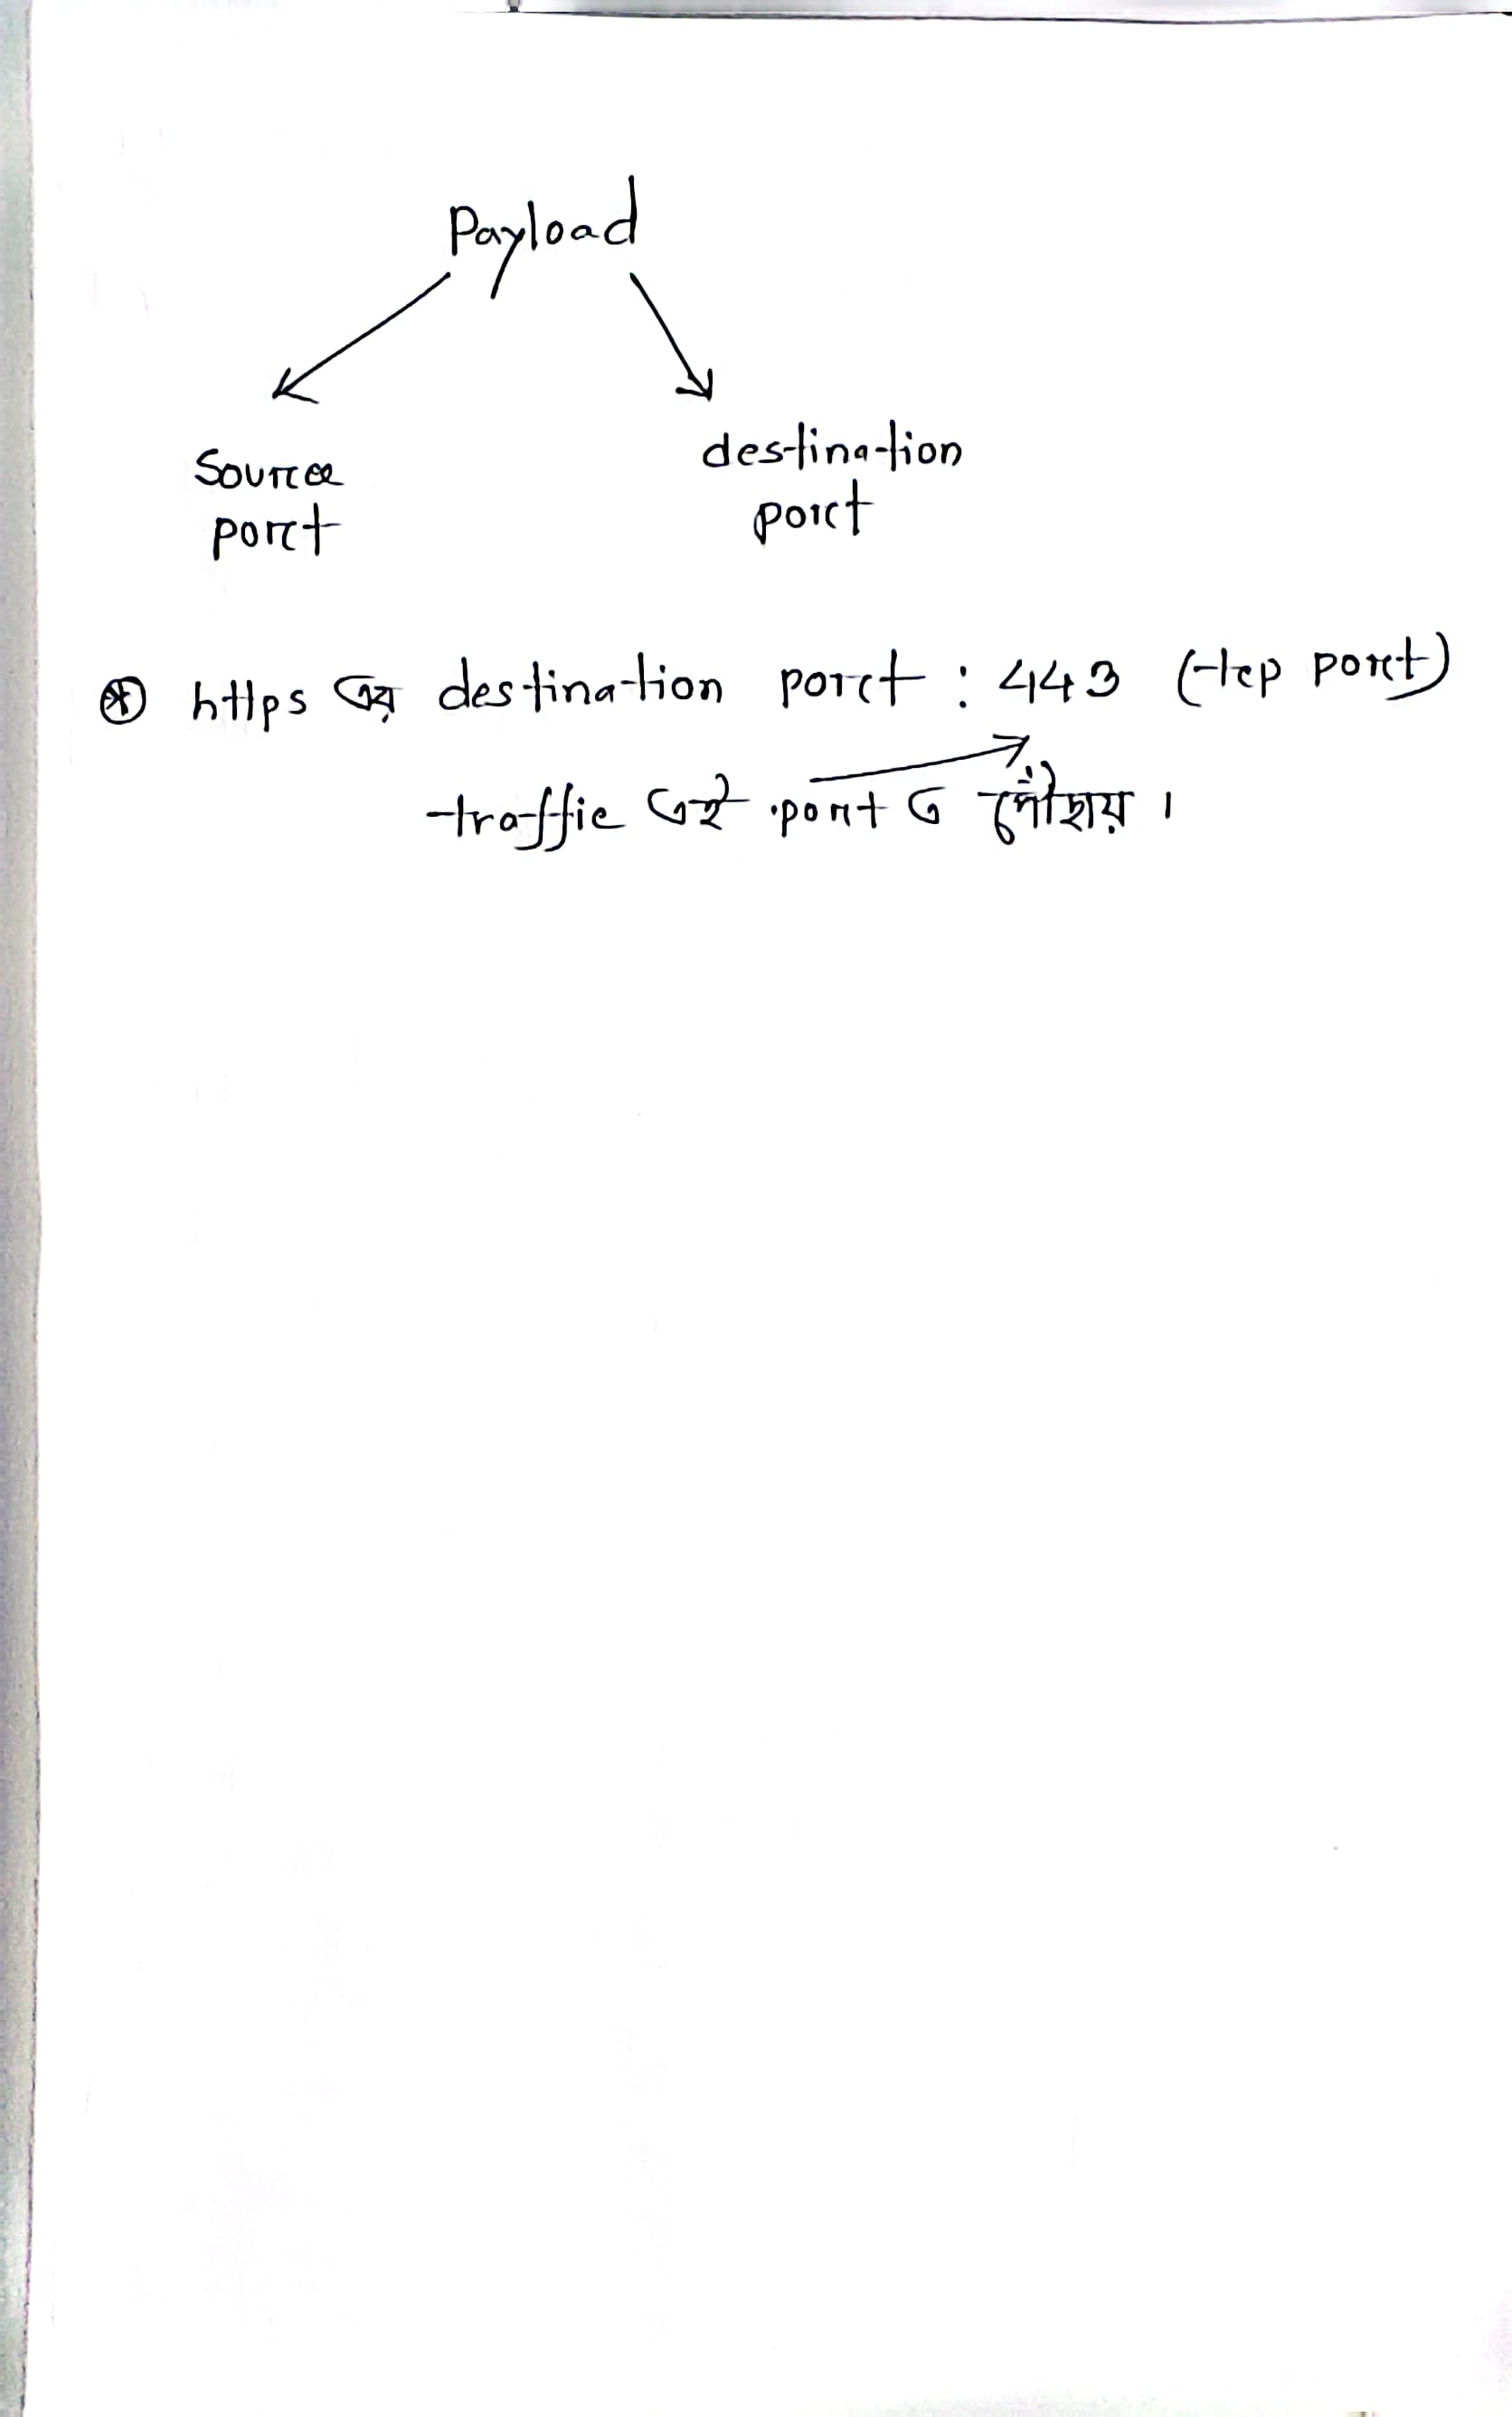 Payload
Source
port
destination
port
⊛ https এর destination port : 443 (tcp port)
traffic এই port এ পৌঁছায়।